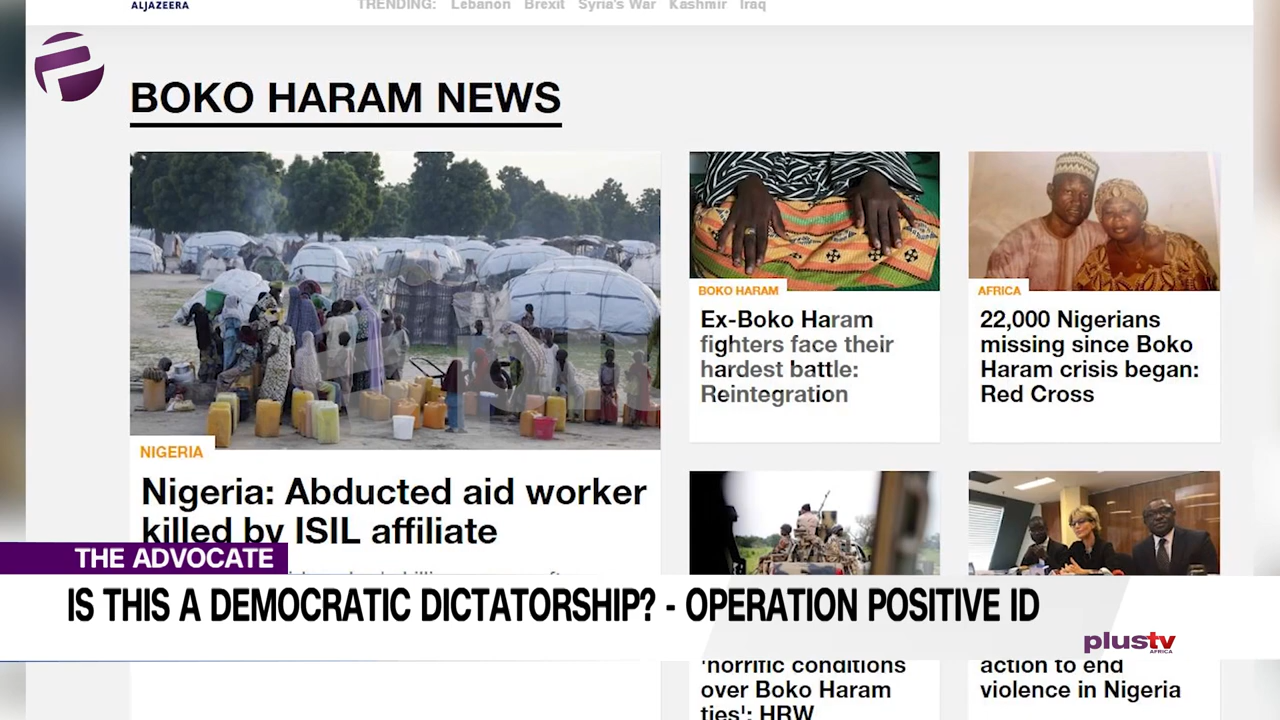 ALJAZEERA
TRENDING: Lebanon Brexit Syria's War Kashmir Iraq
BOKO HARAM NEWS
NIGERIA
Nigeria: Abducted aid worker
killed by ISIL affiliate
BOKO HARAM
Ex-Boko Haram
fighters face their
hardest battle:
Reintegration
AFRICA
22,000 Nigerians
missing since Boko
Haram crisis began:
Red Cross
'horrific conditions
over Boko Haram
ties': HRW
action to end
violence in Nigeria
THE ADVOCATE
IS THIS A DEMOCRATIC DICTATORSHIP? - OPERATION POSITIVE ID
plustv
AFRICA